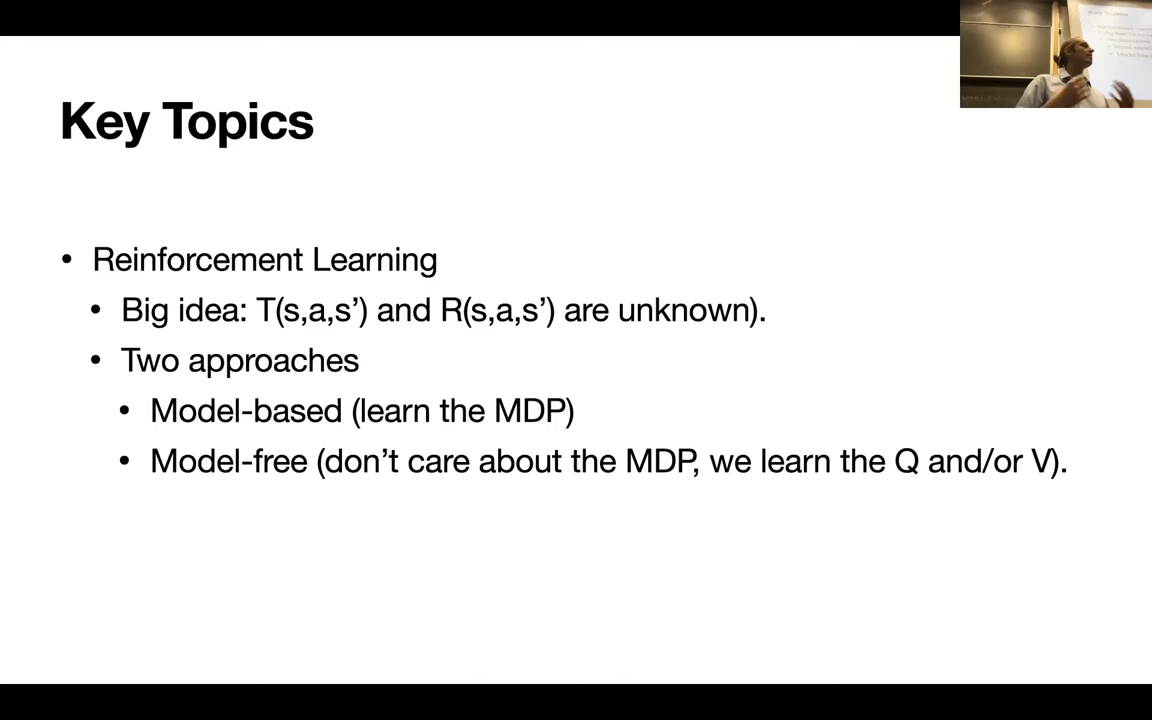 Key Topics
• Reinforcement Learning
• Big idea: T(s,a,s’) and R(s,a,s’) are unknown).
• Two approaches
• Model-based (learn the MDP)
• Model-free (don’t care about the MDP, we learn the Q and/or V).